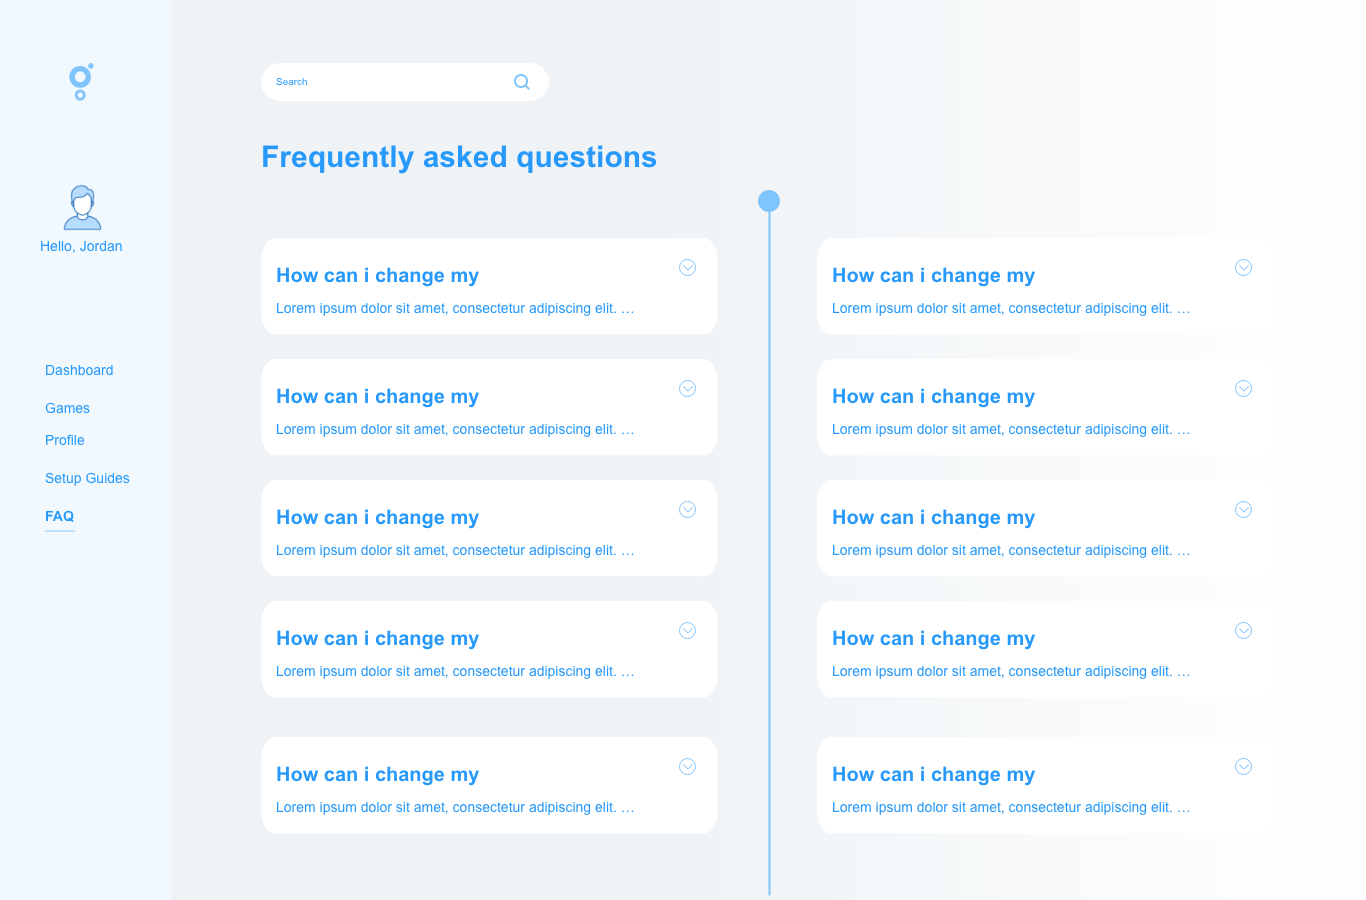 Search
Frequently asked questions
Hello, Jordan
Dashboard
Games
Profile
Setup Guides
FAQ
How can i change my
Lorem ipsum dolor sit amet, consectetur adipiscing elit. …
How can i change my
Lorem ipsum dolor sit amet, consectetur adipiscing elit. …
How can i change my
Lorem ipsum dolor sit amet, consectetur adipiscing elit. …
How can i change my
Lorem ipsum dolor sit amet, consectetur adipiscing elit. …
How can i change my
Lorem ipsum dolor sit amet, consectetur adipiscing elit. …
How can i change my
Lorem ipsum dolor sit amet, consectetur adipiscing elit. …
How can i change my
Lorem ipsum dolor sit amet, consectetur adipiscing elit. …
How can i change my
Lorem ipsum dolor sit amet, consectetur adipiscing elit. …
How can i change my
Lorem ipsum dolor sit amet, consectetur adipiscing elit. …
How can i change my
Lorem ipsum dolor sit amet, consectetur adipiscing elit. …